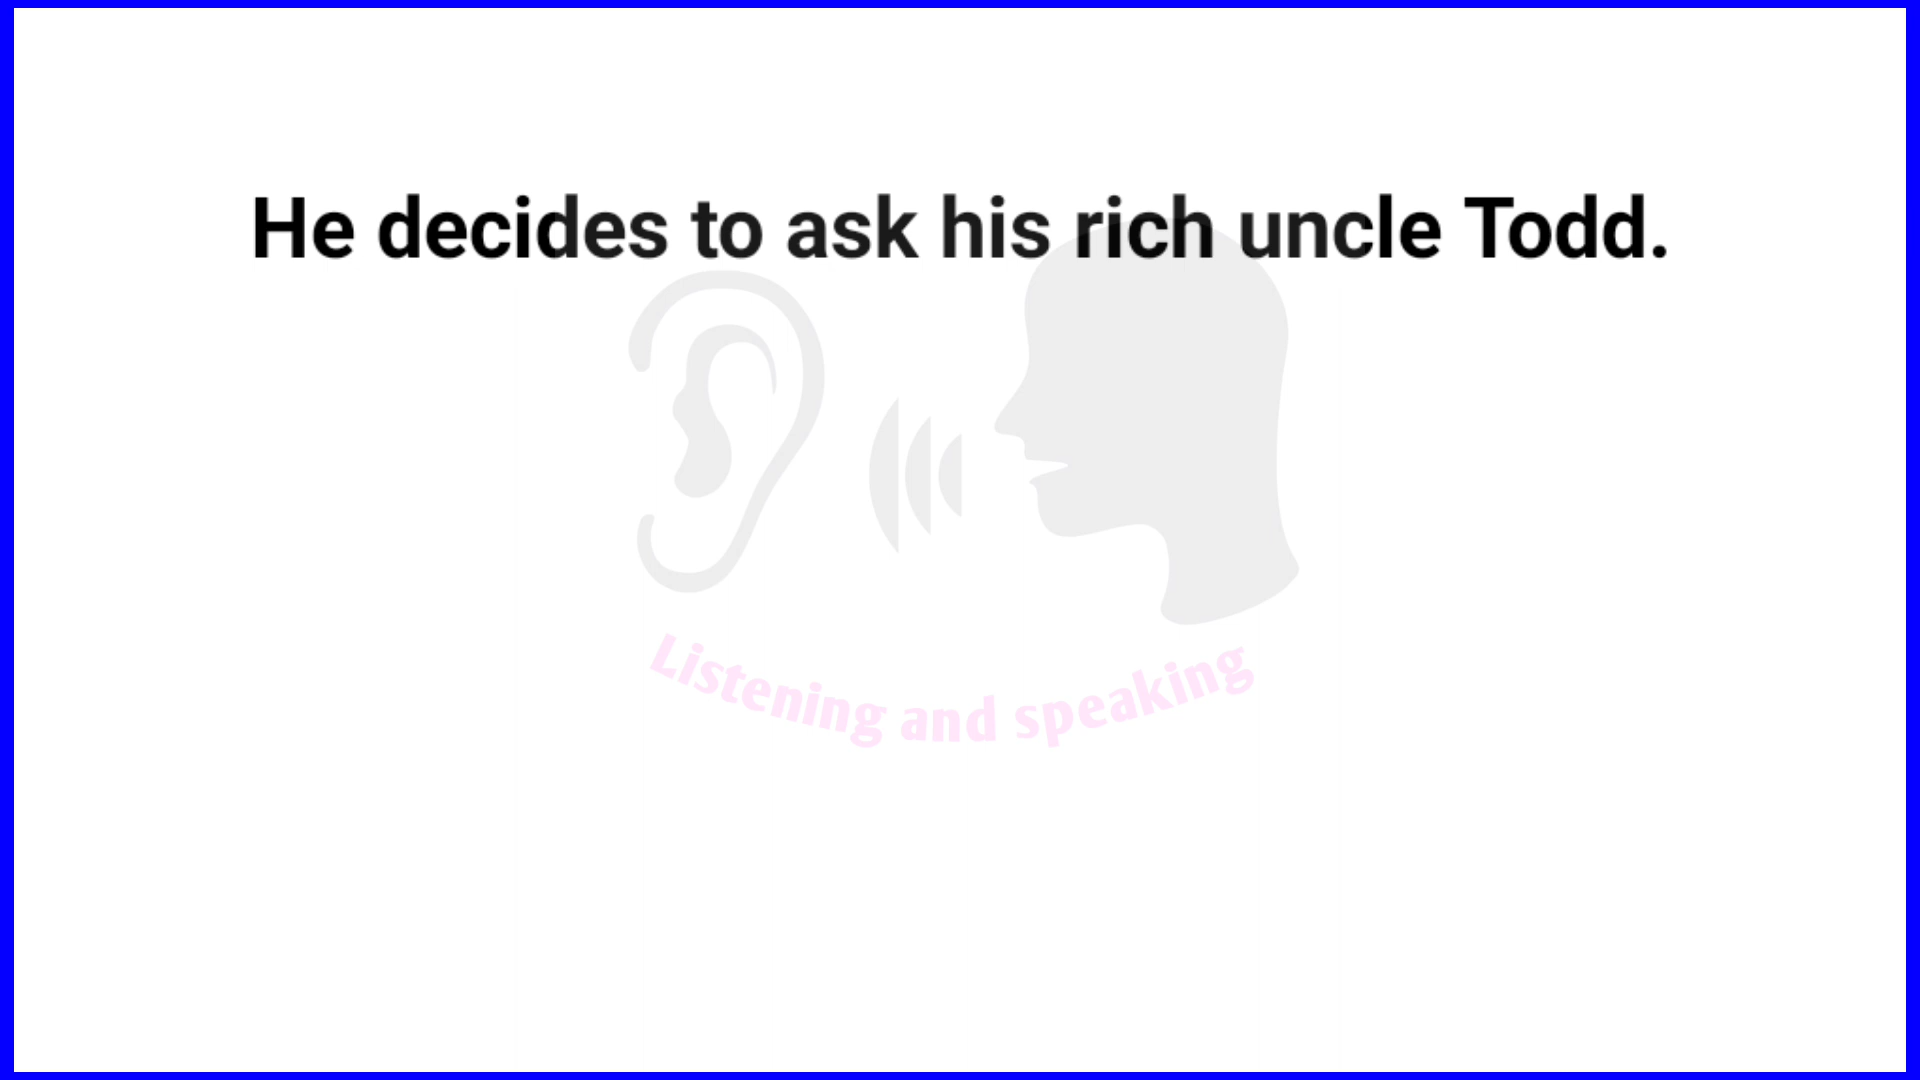 He decides to ask his rich uncle Todd.
Listening and speaking